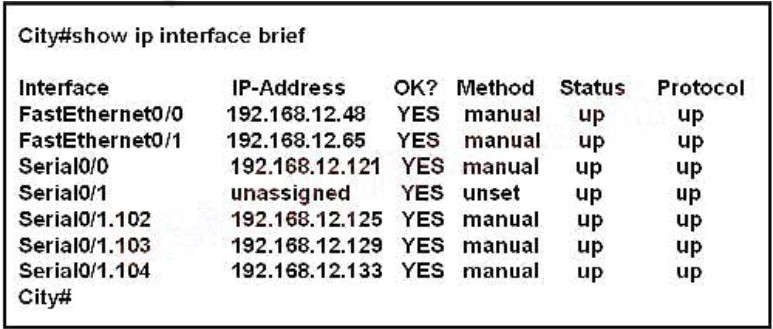 City#show ip interface brief
Interface IP-Address OK? Method Status Protocol
FastEthernet0/0 192.168.12.48 YES manual up up
FastEthernet0/1 192.168.12.65 YES manual up up
Serial0/0 192.168.12.121 YES manual up up
Serial0/1 unassigned YES unset up up
Serial0/1.102 192.168.12.125 YES manual up up
Serial0/1.103 192.168.12.129 YES manual up up
Serial0/1.104 192.168.12.133 YES manual up up
City#